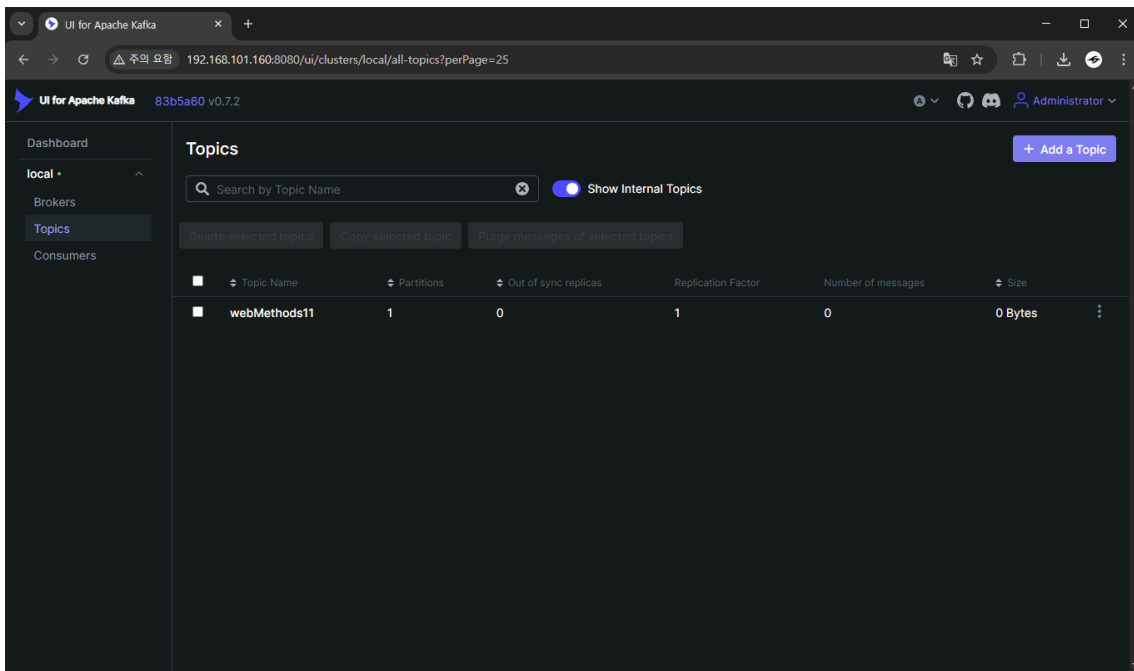 UI for Apache Kafka
주의 요함 192.168.101.160:8080/ui/clusters/local/all-topics?perPage=25
UI for Apache Kafka 83b5a60 v0.7.2 A Administrator
Dashboard
local
Brokers
Topics
Consumers
Topics
+ Add a Topic
Search by Topic Name Show Internal Topics
Delete selected topics Copy selected topic Purge messages of selected topics
Topic Name Partitions Out of sync replicas Replication Factor Number of messages Size
webMethods11 1 0 1 0 0 Bytes